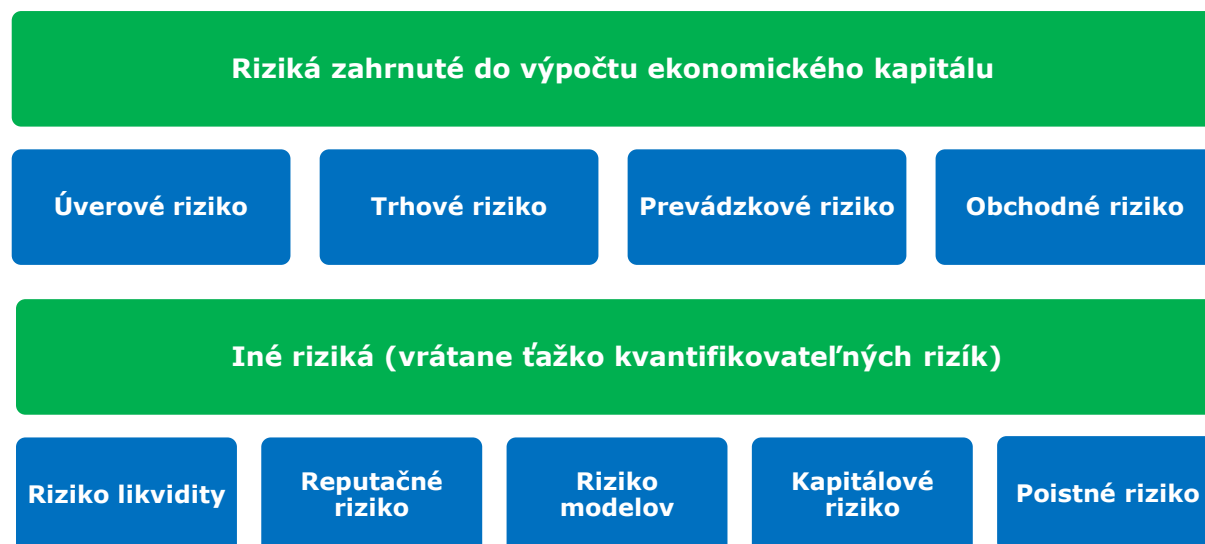 Riziká zahrnuté do výpočtu ekonomického kapitálu
Úverové riziko
Trhové riziko
Prevádzkové riziko
Obchodné riziko
Iné riziká (vrátane ťažko kvantifikovateľných rizík)
Riziko likvidity
Reputačné
riziko
Riziko
modelov
Kapitálové
riziko
Poistné riziko